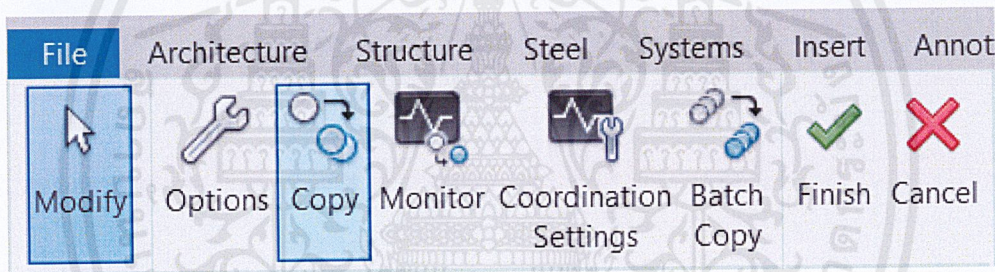 File Architecture Structure Steel Systems Insert Annot
Modify Options Copy Monitor Coordination Settings Batch Copy Finish Cancel